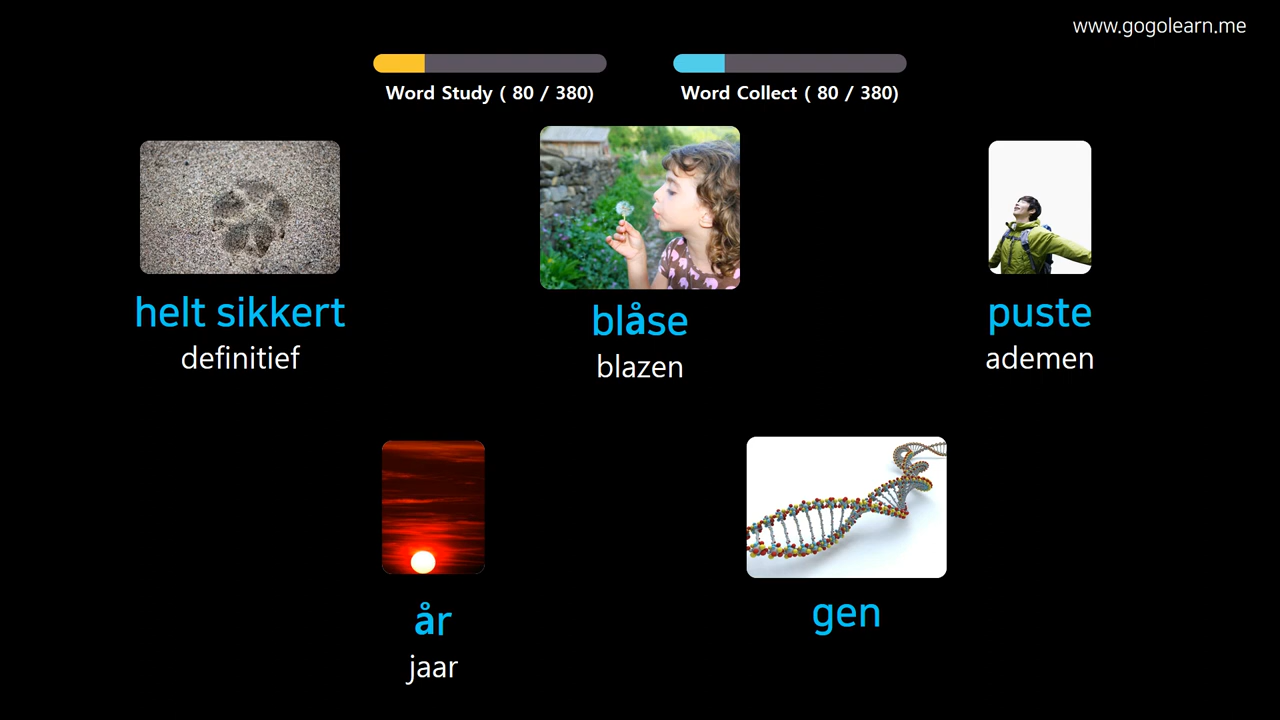 www.gogolearn.me
Word Study ( 80 / 380)
Word Collect ( 80 / 380)
helt sikkert
definitief
blåse
blazen
puste
ademen
år
jaar
gen